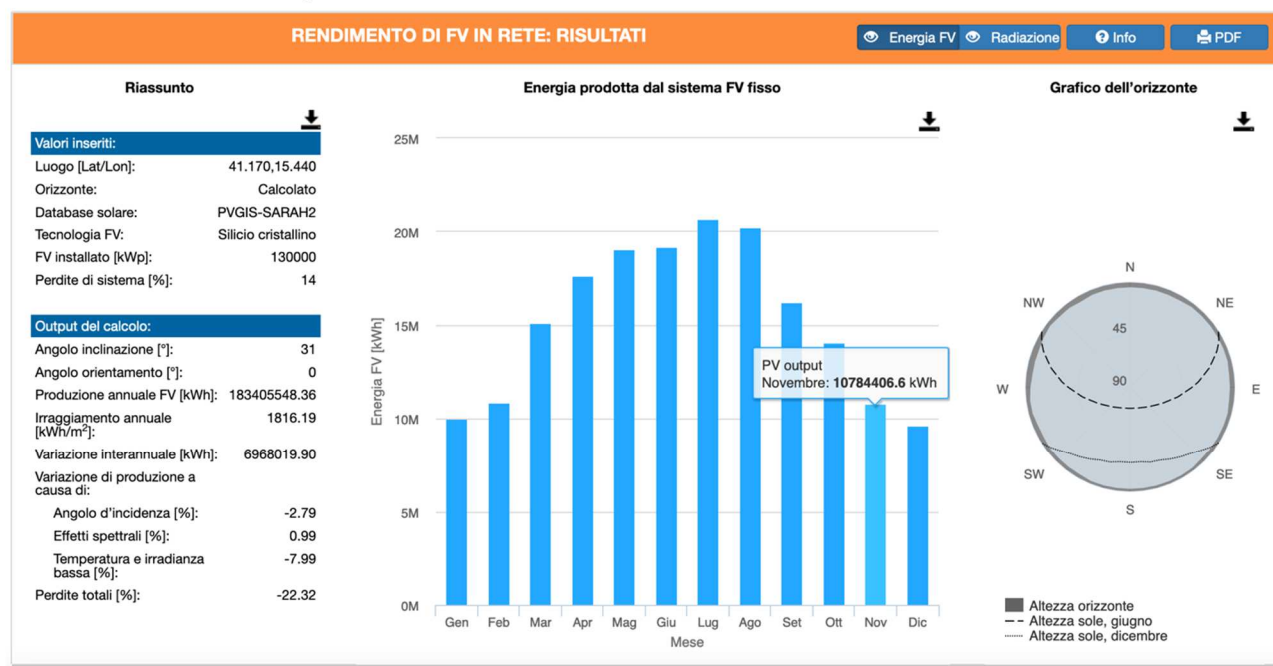 RENDIMENTO DI FV IN RETE: RISULTATI
Energia FV
Radiazione
Info
PDF
Riassunto
Valori inseriti:
Luogo [Lat/Lon]: 41.170,15.440
Orizzonte: Calcolato
Database solare: PVGIS-SARAH2
Tecnologia FV: Silicio cristallino
FV installato [kWp]: 130000
Perdite di sistema [%]: 14
Output del calcolo:
Angolo inclinazione [°]: 31
Angolo orientamento [°]: 0
Produzione annuale FV [kWh]: 183405548.36
Irraggiamento annuale 1816.19
[kWh/m²]:
Variazione interannuale [kWh]: 6968019.90
Variazione di produzione a
causa di:
Angolo d'incidenza [%]: -2.79
Effetti spettrali [%]: 0.99
Temperatura e irradianza -7.99
bassa [%]:
Perdite totali [%]: -22.32
Energia prodotta dal sistema FV fisso
25M
20M
15M
10M
5M
0M
Energia FV [kWh]
PV output
Novembre: 10784406.6 kWh
Gen Feb Mar Apr Mag Giu Lug Ago Set Ott Nov Dic
Mese
Grafico dell'orizzonte
N
NW NE
45
90
W E
SW SE
S
Altezza orizzonte
Altezza sole, giugno
Altezza sole, dicembre